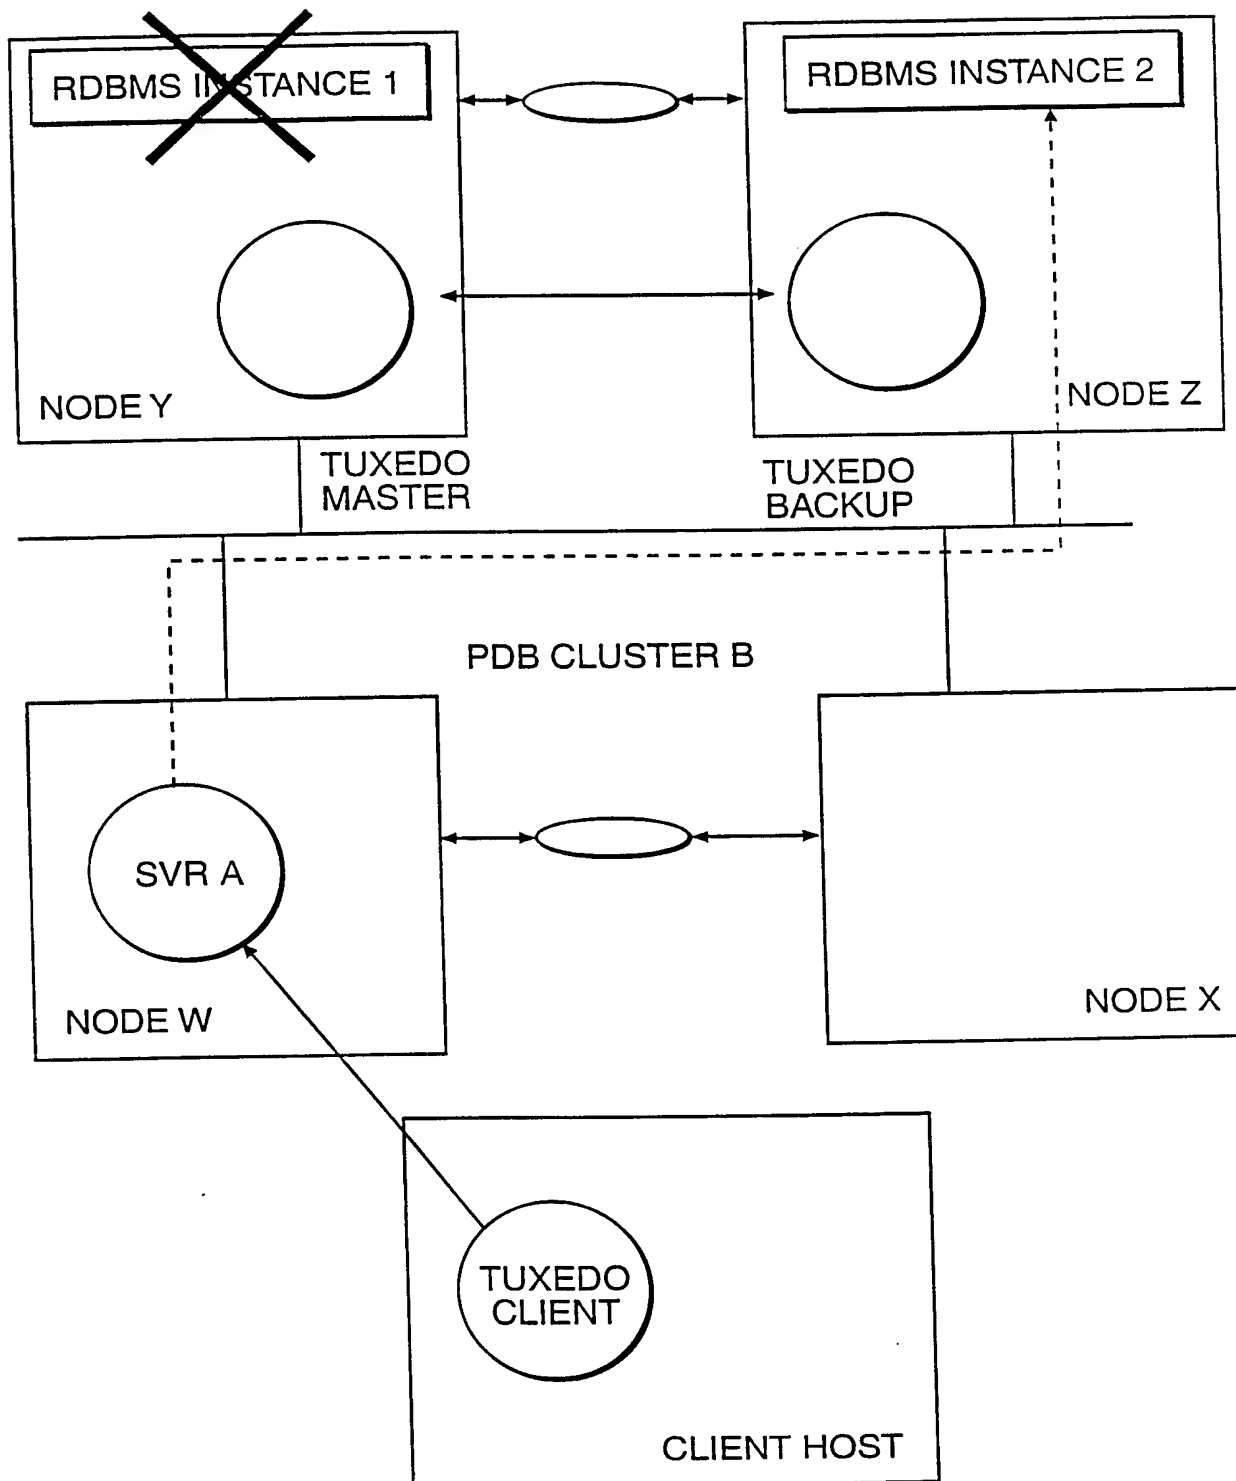 RDBMS INSTANCE 1
RDBMS INSTANCE 2
NODE Y
NODE Z
TUXEDO
MASTER
TUXEDO
BACKUP
PDB CLUSTER B
SVR A
NODE W
NODE X
TUXEDO
CLIENT
CLIENT HOST